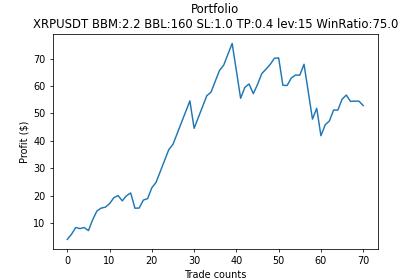 Portfolio
XRPUSDT BBM:2.2 BBL:160 SL:1.0 TP:0.4 lev:15 WinRatio:75.0
Profit ($)
70
60
50
40
30
20
10
0 10 20 30 40 50 60 70
Trade counts